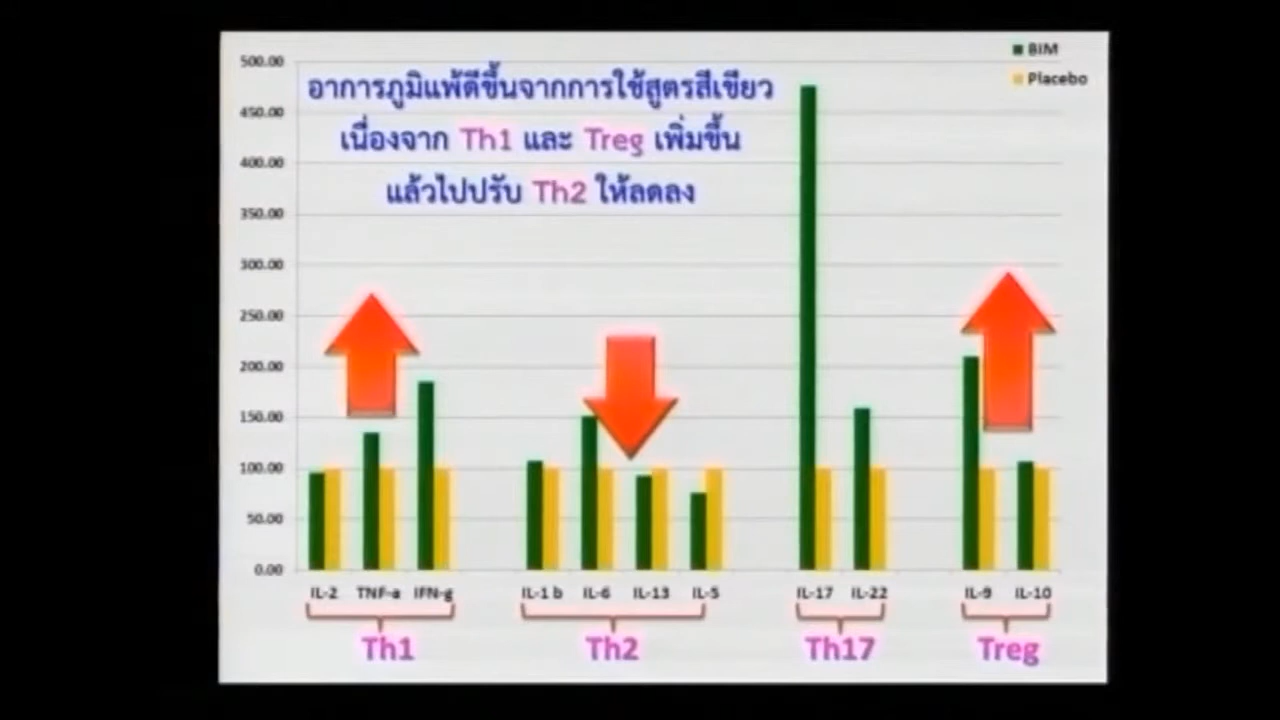 BIM
Placebo
อาการภูมิแพ้ดีขึ้นจากการใช้สูตรสีเขียว
เนื่องจาก Th1 และ Treg เพิ่มขึ้น
แล้วไปปรับ Th2 ให้ลดลง
500.00
450.00
400.00
350.00
300.00
250.00
200.00
150.00
100.00
50.00
0.00
IL-2 TNF-a IFN-g IL-1 b IL-6 IL-13 IL-5 IL-17 IL-22 IL-9 IL-10
Th1 Th2 Th17 Treg